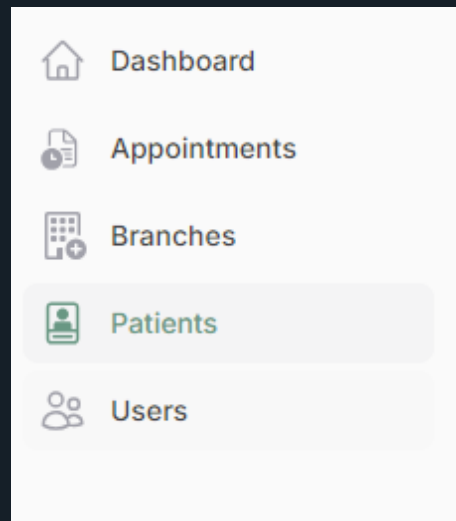 Dashboard
Appointments
Branches
Patients
Users